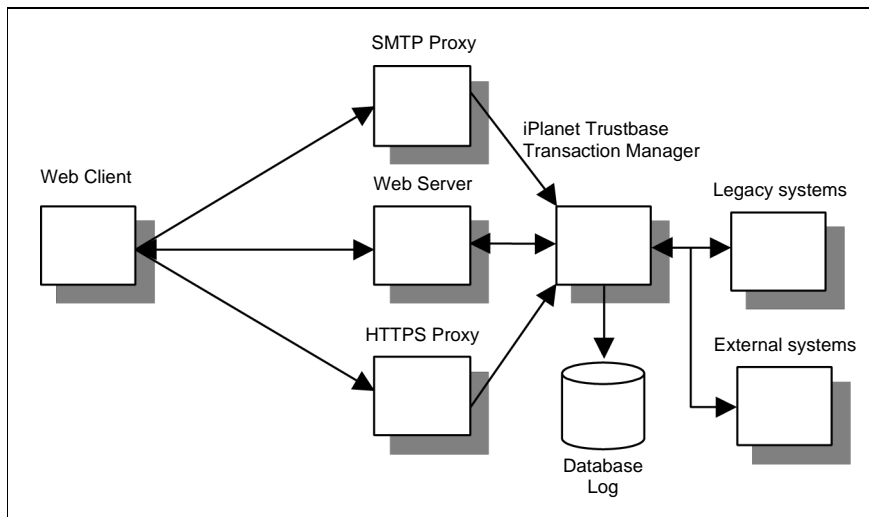 SMTP Proxy
iPlanet Trustbase
Transaction Manager
Web Client
Web Server
Legacy systems
HTTPS Proxy
External systems
Database
Log